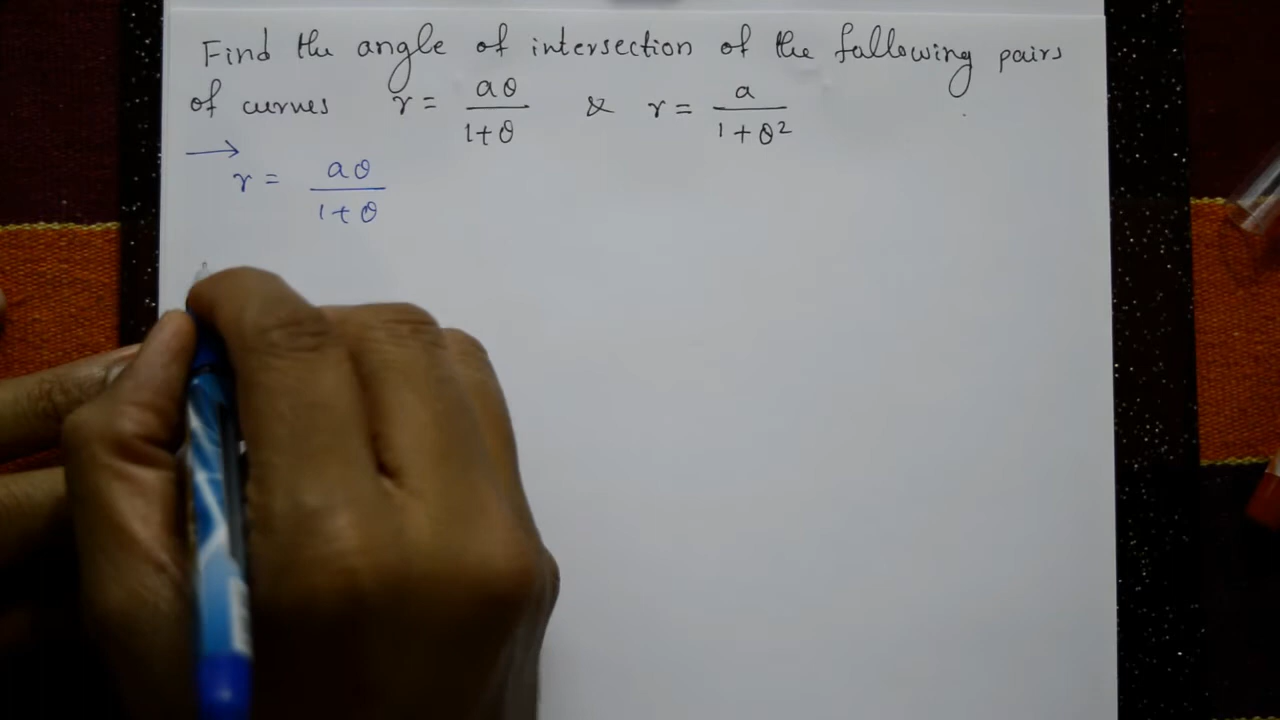 Find the angle of intersection of the following pairs
of curves r = aθ / 1+θ & r = a / 1+θ²
→ r = aθ / 1+θ